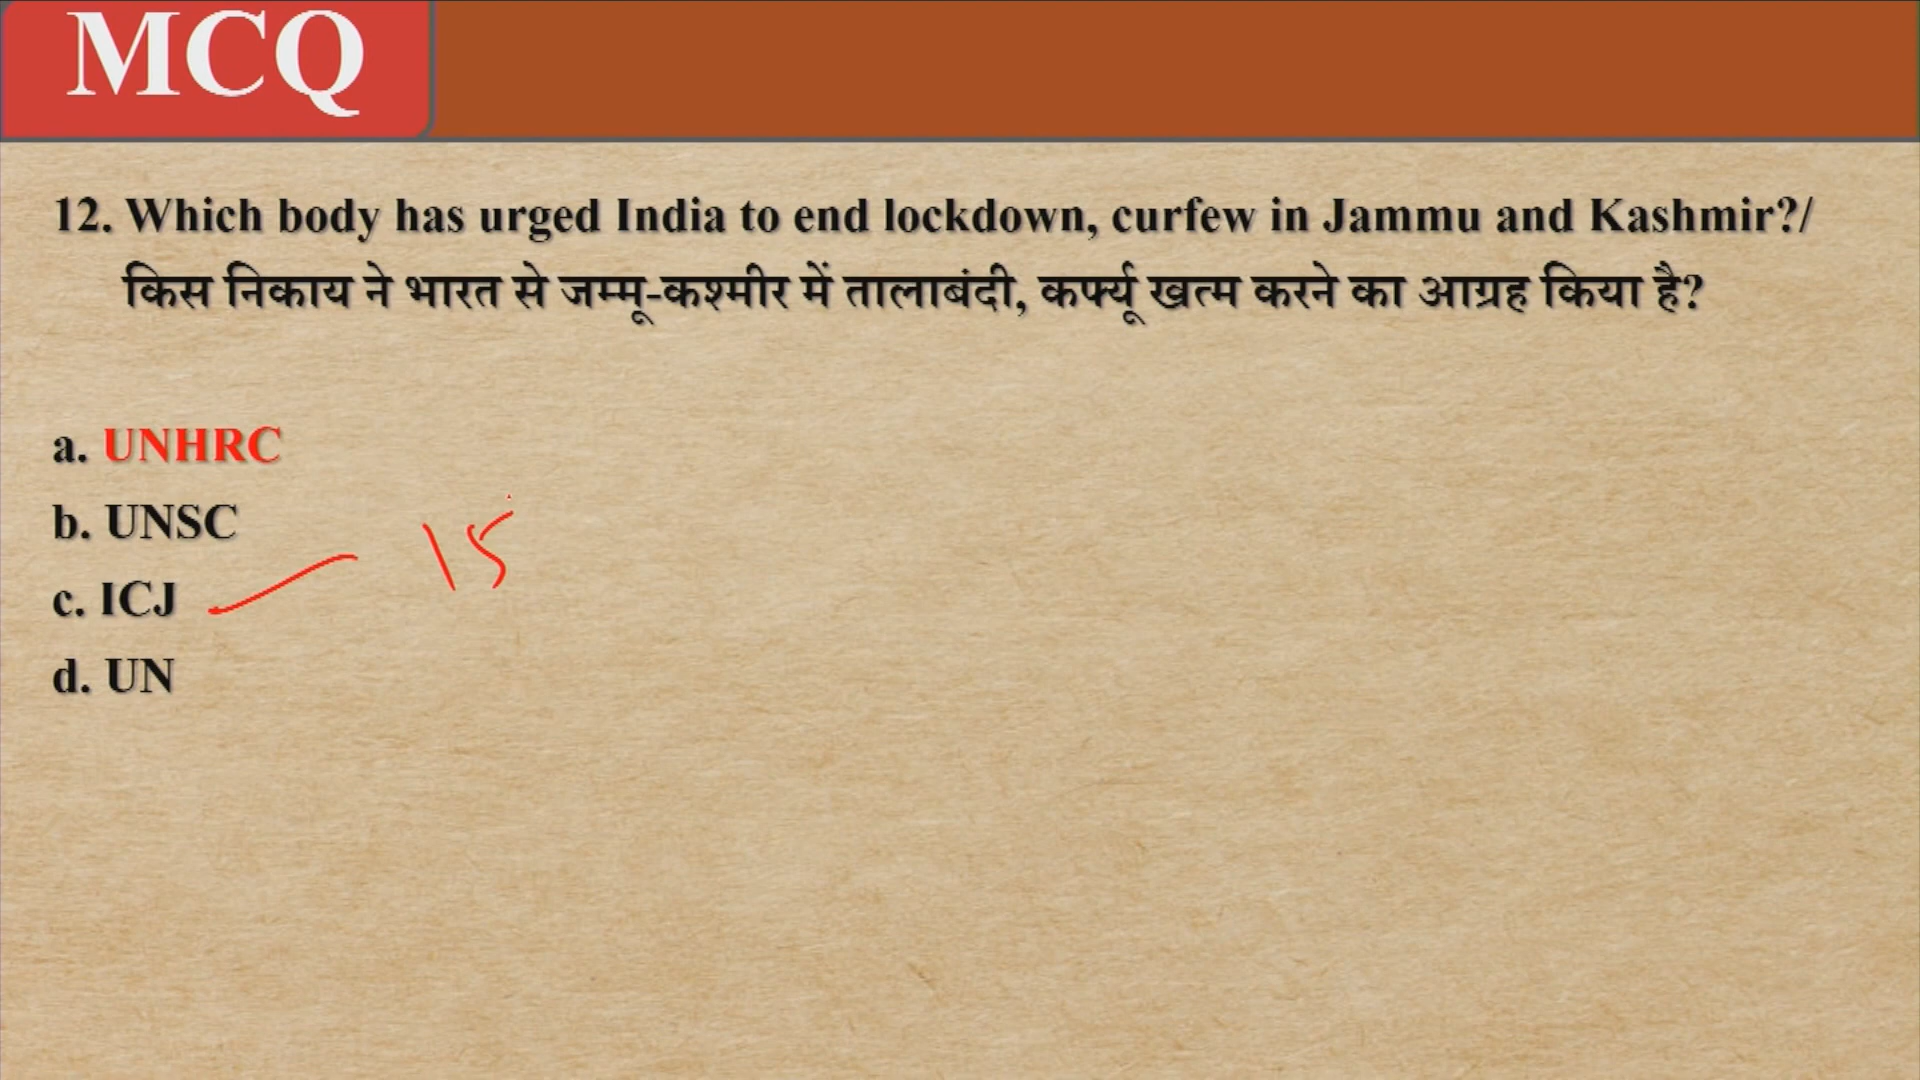 MCQ
12. Which body has urged India to end lockdown, curfew in Jammu and Kashmir?/
किस निकाय ने भारत से जम्मू-कश्मीर में तालाबंदी, कर्फ्यू खत्म करने का आग्रह किया है?
a. UNHRC
b. UNSC
15
c. ICJ
d. UN